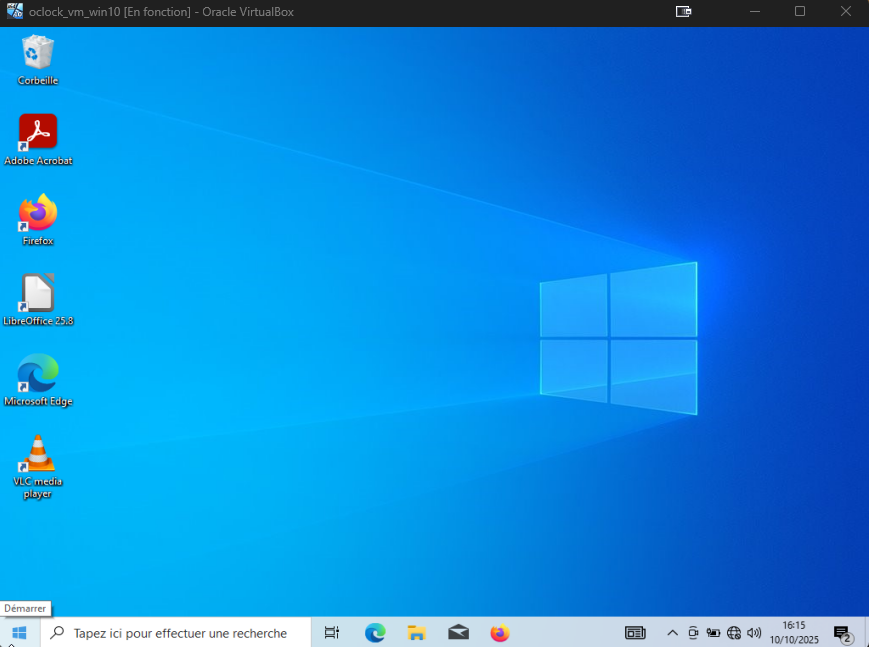 oclock_vm_win10 [En fonction] - Oracle VirtualBox
Corbeille
Adobe Acrobat
Firefox
LibreOffice 25.8
Microsoft Edge
VLC media
player
Démarrer
Tapez ici pour effectuer une recherche
16:15
10/10/2025
2